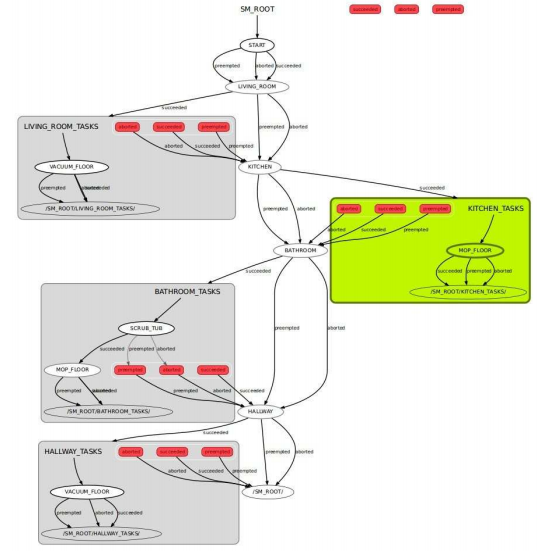 SM_ROOT
succeeded aborted preempted
START
preempted aborted succeeded
LIVING_ROOM
succeeded
preempted aborted
LIVING_ROOM_TASKS
aborted succeeded preempted
aborted succeeded preempted
VACUUM_FLOOR
KITCHEN
preempted
/SM_ROOT/LIVING_ROOM_TASKS/
succeeded
preempted aborted
KITCHEN_TASKS
aborted succeeded preempted
aborted succeeded preempted
BATHROOM
MOP_FLOOR
succeeded preempted aborted
/SM_ROOT/KITCHEN_TASKS/
succeeded
preempted aborted
BATHROOM_TASKS
SCRUB_TUB
succeeded preempted aborted
MOP_FLOOR
preempted aborted succeeded
preempted aborted succeeded
preempted
/SM_ROOT/BATHROOM_TASKS/
HALLWAY
succeeded
preempted aborted
HALLWAY_TASKS
aborted succeeded preempted
aborted succeeded preempted
VACUUM_FLOOR
/SM_ROOT/
preempted aborted succeeded
/SM_ROOT/HALLWAY_TASKS/